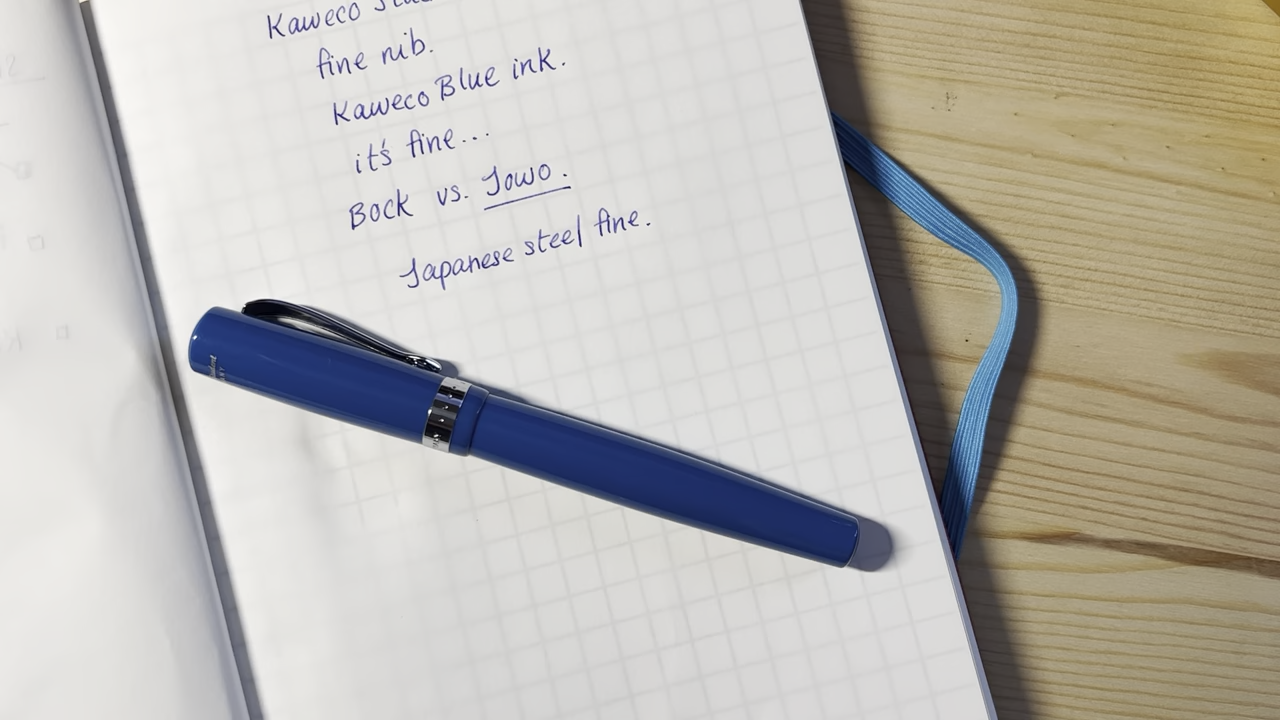 Kaweco
fine nib.
Kaweco Blue ink.
it's fine...
Bock vs. Jowo.
Japanese steel fine.